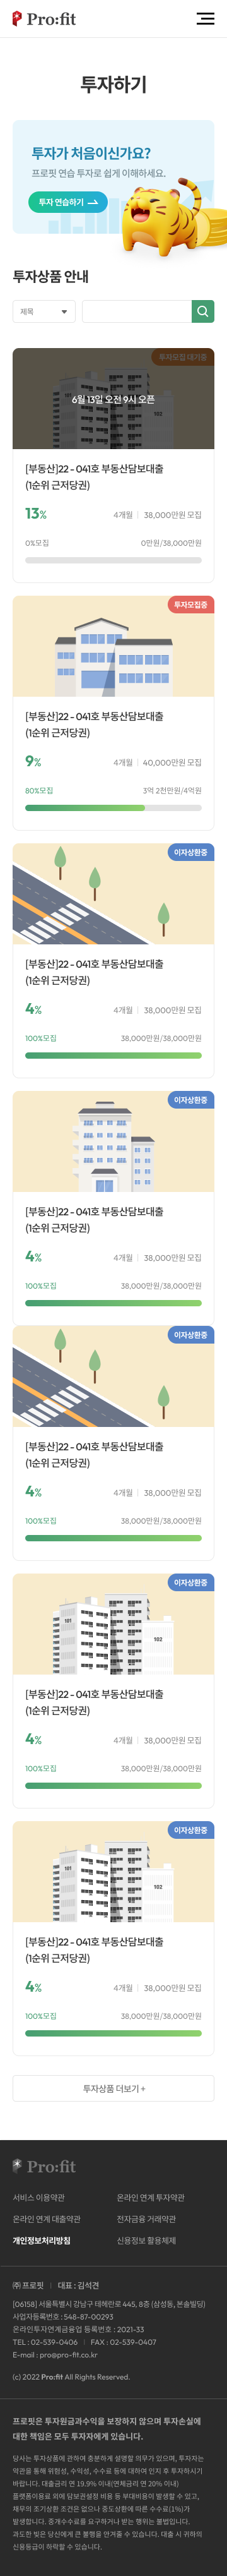 Pro:fit
투자하기
투자가 처음이신가요?
프로핏 연습 투자로 쉽게 이해하세요.
투자 연습하기
투자상품 안내
제목
투자모집 대기중
6월 13일 오전 9시 오픈
[부동산]22 - 041호 부동산담보대출
(1순위 근저당권)
13% 4개월 38,000만원 모집
0%모집 0만원/38,000만원
투자모집중
[부동산]22 - 041호 부동산담보대출
(1순위 근저당권)
9% 4개월 40,000만원 모집
80%모집 3억 2천만원/4억원
이자상환중
[부동산]22 - 041호 부동산담보대출
(1순위 근저당권)
4% 4개월 38,000만원 모집
100%모집 38,000만원/38,000만원
이자상환중
[부동산]22 - 041호 부동산담보대출
(1순위 근저당권)
4% 4개월 38,000만원 모집
100%모집 38,000만원/38,000만원
이자상환중
[부동산]22 - 041호 부동산담보대출
(1순위 근저당권)
4% 4개월 38,000만원 모집
100%모집 38,000만원/38,000만원
이자상환중
101 102
[부동산]22 - 041호 부동산담보대출
(1순위 근저당권)
4% 4개월 38,000만원 모집
100%모집 38,000만원/38,000만원
이자상환중
101 102
[부동산]22 - 041호 부동산담보대출
(1순위 근저당권)
4% 4개월 38,000만원 모집
100%모집 38,000만원/38,000만원
투자상품 더보기 +
Pro:fit
서비스 이용약관 온라인 연계 투자약관
온라인 연계 대출약관 전자금융 거래약관
개인정보처리방침 신용정보 활용체제
㈜ 프로핏 대표 : 김석견
[06158] 서울특별시 강남구 테헤란로 445, 8층 (삼성동, 본솔빌딩)
사업자등록번호 : 548-87-00293
온라인투자연계금융업 등록번호 : 2021-33
TEL : 02-539-0406 FAX : 02-539-0407
E-mail : pro@pro-fit.co.kr
(c) 2022 Pro:fit All Rights Reserved.
프로핏은 투자원금과수익을 보장하지 않으며 투자손실에
대한 책임은 모두 투자자에게 있습니다.
당사는 투자상품에 관하여 충분하게 설명할 의무가 있으며, 투자자는
약관을 통해 위험성, 수익성, 수수료 등에 대하여 인지 후 투자하시기
바랍니다. 대출금리 연 19.9% 이내(연체금리 연 20% 이내)
플랫폼이용료 외에 담보권설정 비용 등 부대비용이 발생할 수 있고,
채무의 조기상환 조건은 없으나 중도상환에 따른 수수료(1%)가
발생합니다. 중개수수료를 요구하거나 받는 행위는 불법입니다.
과도한 빚은 당신에게 큰 불행을 안겨줄 수 있습니다. 대출 시 귀하의
신용등급이 하락할 수 있습니다.